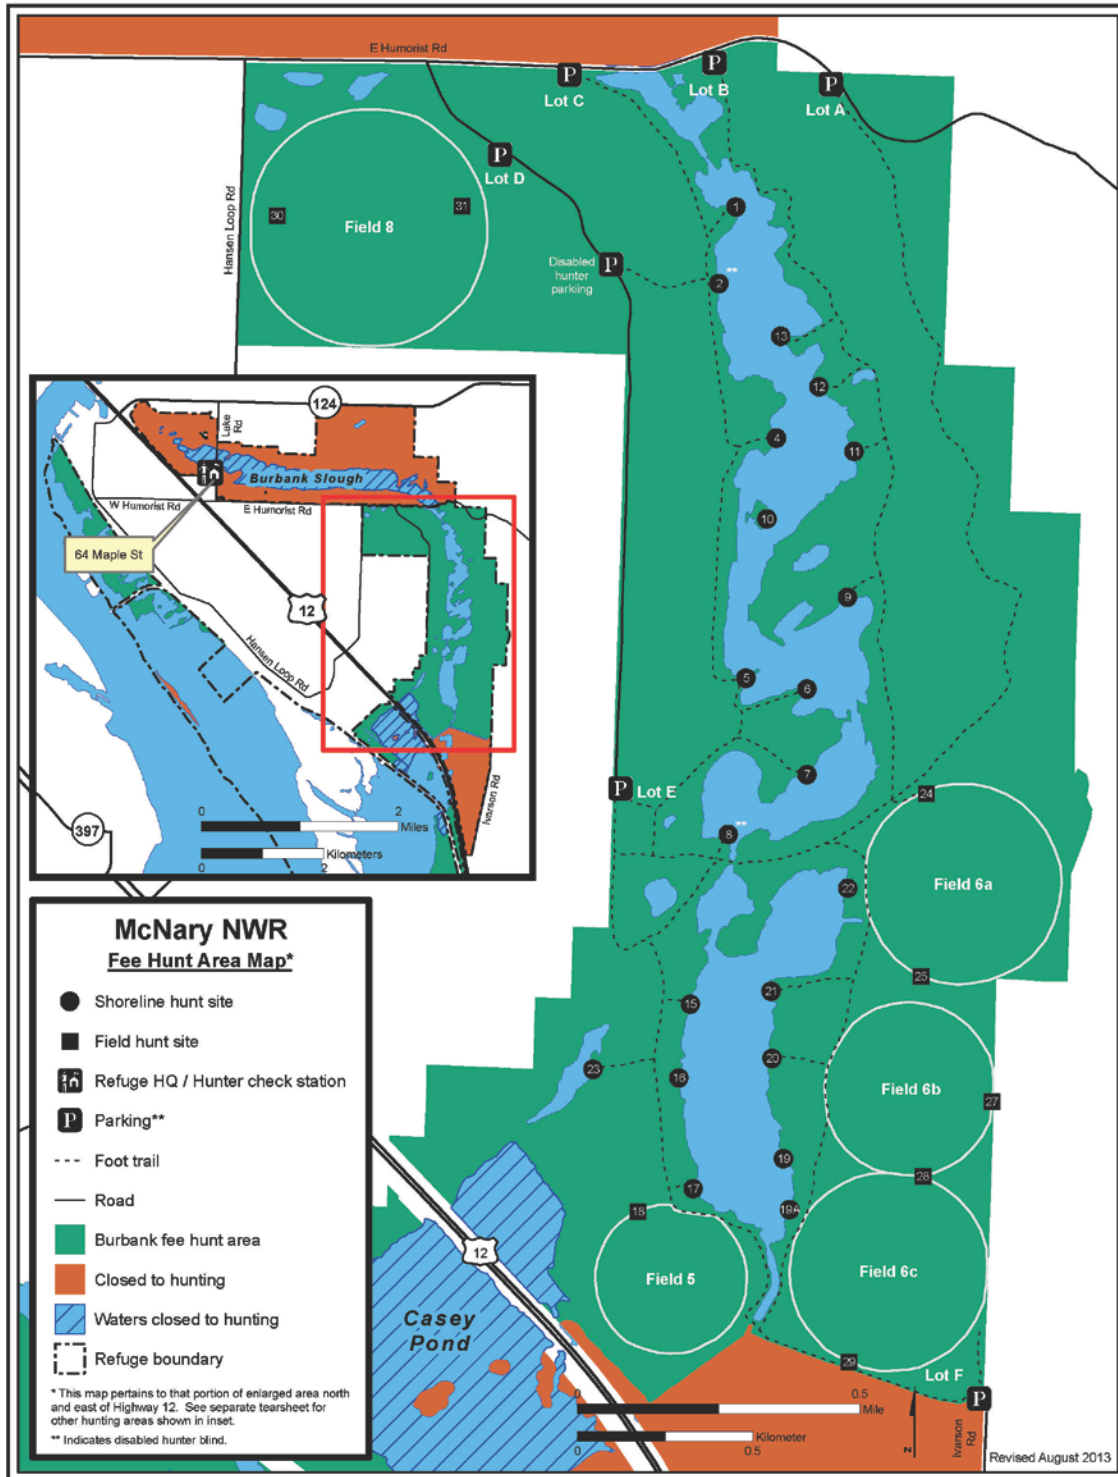 E Humorist Rd
Lot C
Lot B
Lot A
Lot D
Hansen Loop Rd
30
31
Field 8
Disabled
hunter
parking
1
2
**
13
12
4
11
10
9
5
6
7
Lot E
8
**
24
Field 6a
22
25
21
15
20
23
16
Field 6b
27
19
28
17
18
19A
Field 5
Field 6c
29
Lot F
Ivarson
Rd
0
0.5
Mile
0
0.5
Kilometer
N
Revised August 2013
12
Casey
Pond
124
Lake
Rd
Burbank Slough
W Humorist Rd
E Humorist Rd
64 Maple St
12
Hansen Loop Rd
Ivarson Rd
397
0
2
Miles
Kilometers
0
2
McNary NWR
Fee Hunt Area Map*
Shoreline hunt site
Field hunt site
Refuge HQ / Hunter check station
P
Parking**
Foot trail
Road
Burbank fee hunt area
Closed to hunting
Waters closed to hunting
Refuge boundary
* This map pertains to that portion of enlarged area north
and east of Highway 12. See separate tearsheet for
other hunting areas shown in inset.
** Indicates disabled hunter blind.